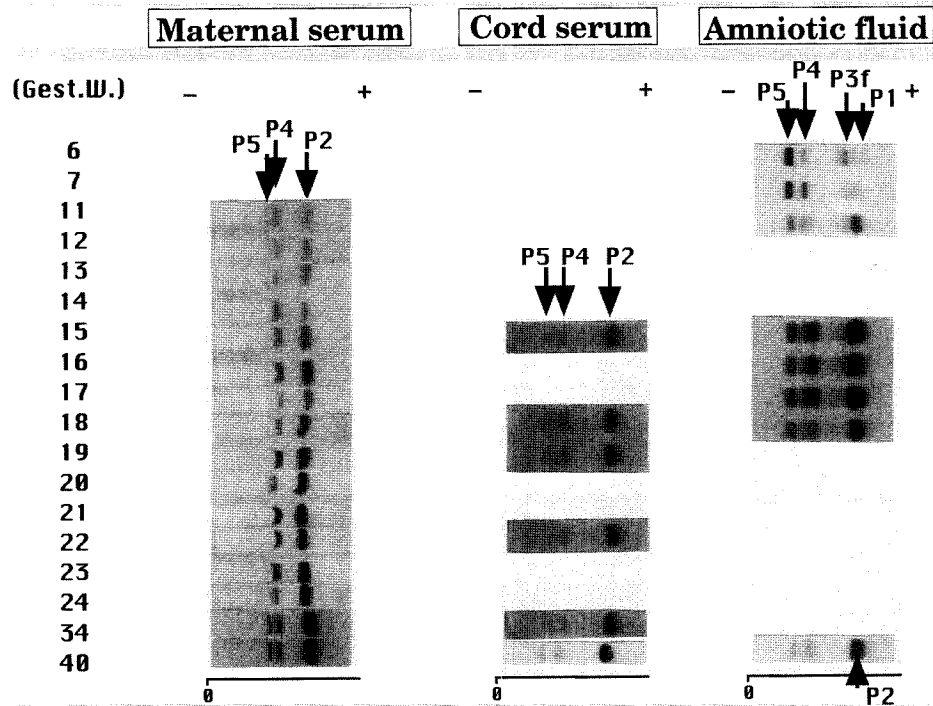 Maternal serum Cord serum Amniotic fluid
(Gest.W.) − + − + − +
P5 P4 P3f P1
P5 P4 P2
P5 P4 P2
6
7
11
12
13
14
15
16
17
18
19
20
21
22
23
24
34
40
0 0 0
P2